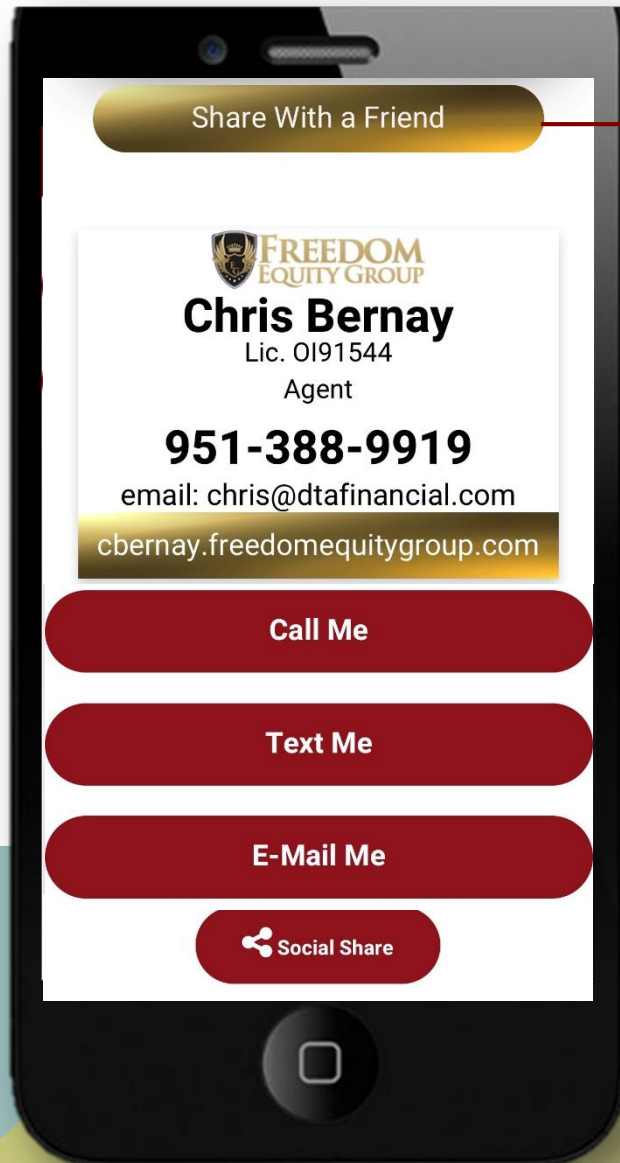 Share With a Friend
FREEDOM
EQUITY GROUP
Chris Bernay
Lic. OI91544
Agent
951-388-9919
email: chris@dtafinancial.com
cbernay.freedomequitygroup.com
Call Me
Text Me
E-Mail Me
Social Share